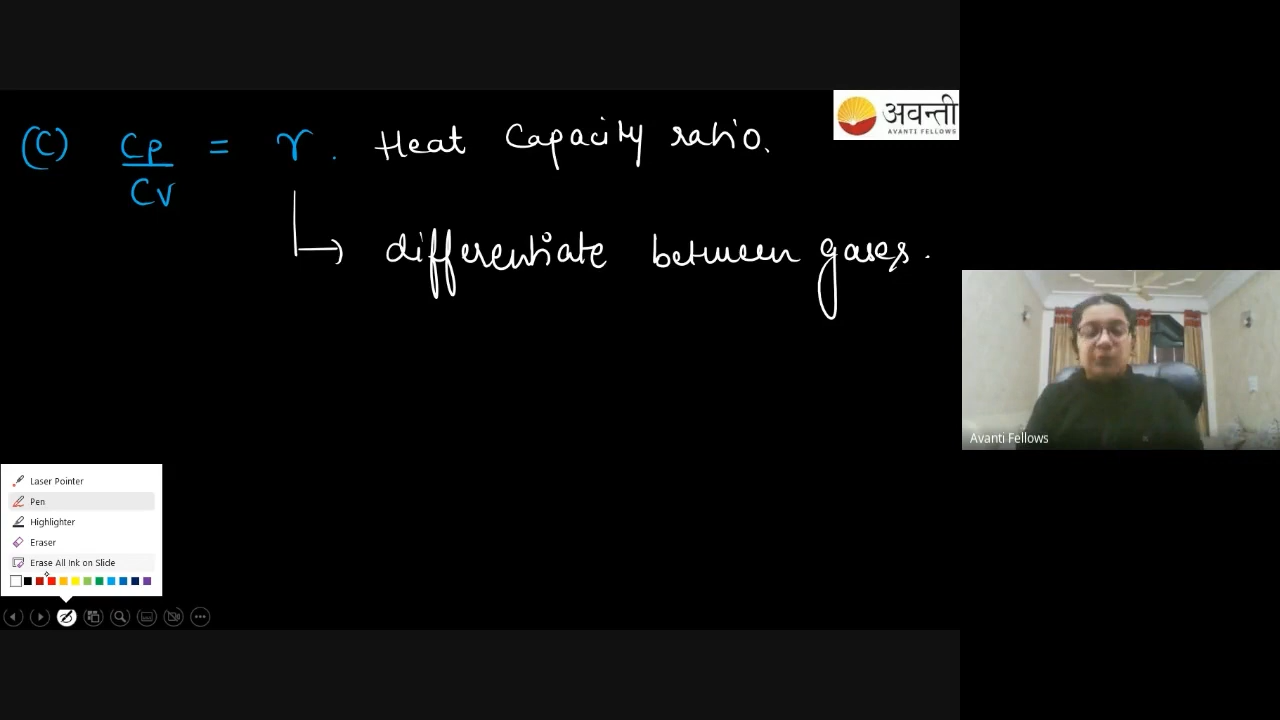 (C) Cp = γ. Heat Capacity ratio.
Cv
अवन्ती
AVANTI FELLOWS
differentiate between gases.
Avanti Fellows
Laser Pointer
Pen
Highlighter
Eraser
Erase All Ink on Slide